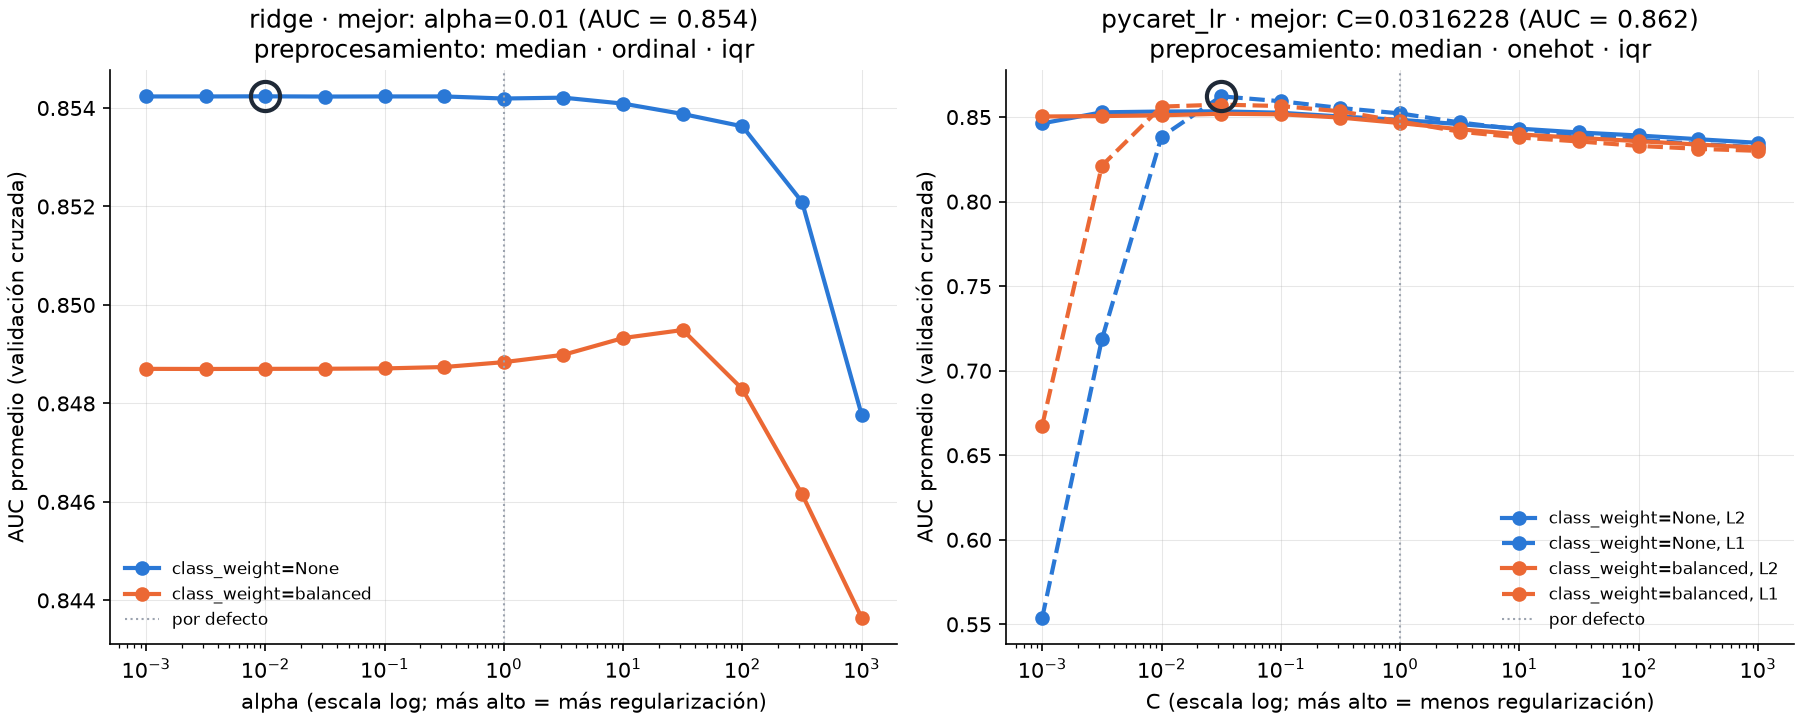 ridge · mejor: alpha=0.01 (AUC = 0.854)
preprocesamiento: median · ordinal · iqr
AUC promedio (validación cruzada)
0.854
0.852
0.850
0.848
0.846
0.844
class_weight=None
class_weight=balanced
por defecto
10⁻³
10⁻²
10⁻¹
10⁰
10¹
10²
10³
alpha (escala log; más alto = más regularización)
pycaret_lr · mejor: C=0.0316228 (AUC = 0.862)
preprocesamiento: median · onehot · iqr
AUC promedio (validación cruzada)
0.85
0.80
0.75
0.70
0.65
0.60
0.55
class_weight=None, L2
class_weight=None, L1
class_weight=balanced, L2
class_weight=balanced, L1
por defecto
10⁻³
10⁻²
10⁻¹
10⁰
10¹
10²
10³
C (escala log; más alto = menos regularización)